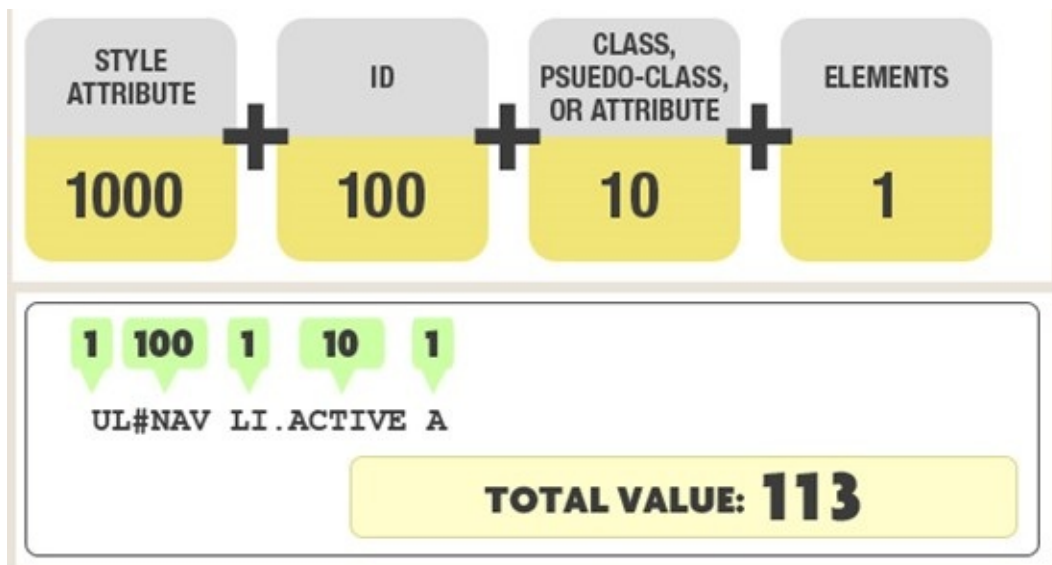 STYLE
ATTRIBUTE
+
ID
+
CLASS,
PSUEDO-CLASS,
OR ATTRIBUTE
+
ELEMENTS
1000
100
10
1
1 100 1 10 1
UL#NAV LI.ACTIVE A
TOTAL VALUE: 113